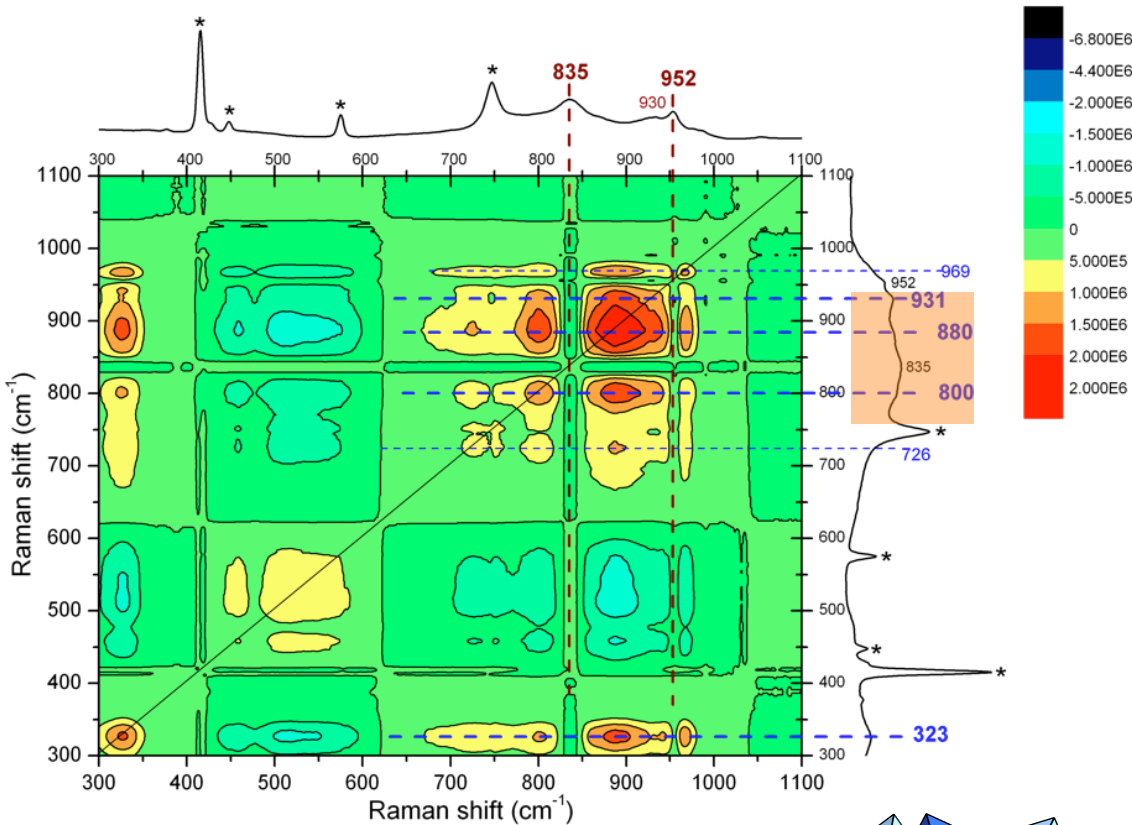 * * * * 835 952
930
300 400 500 600 700 800 900 1000 1100
1100 1000 900 800 700 600 500 400 300
Raman shift (cm-1)
300 400 500 600 700 800 900 1000 1100
Raman shift (cm-1)
1100 1000 900 800 700 600 500 400 300
969
952
931
880
835
800
*
726
*
*
*
323
-6.800E6
-4.400E6
-2.000E6
-1.500E6
-1.000E6
-5.000E5
0
5.000E5
1.000E6
1.500E6
2.000E6
2.000E6